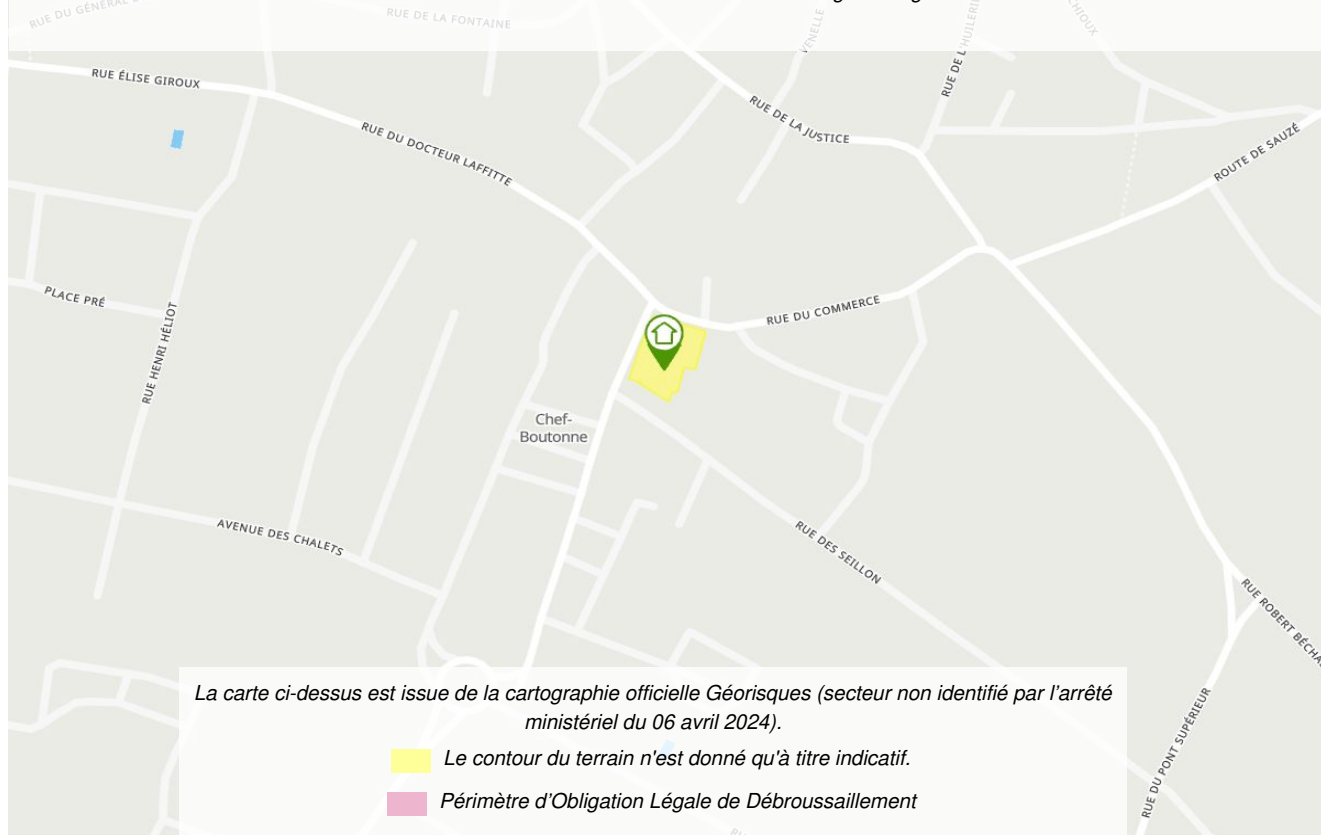 RUE DU GÉNÉRAL
RUE DE LA FONTAINE
VENELLE
RUE DE L'HUILERIE
RUE ÉLISE GIROUX
RUE DE LA JUSTICE
RUE DU DOCTEUR LAFFITTE
ROUTE DE SAUZÉ
PLACE PRÉ
RUE HENRI HÉLIOT
RUE DU COMMERCE
Chef-
Boutonne
AVENUE DES CHALETS
RUE DES SEILLON
RUE ROBERT BÉCHA
RUE DU PONT SUPÉRIEUR
La carte ci-dessus est issue de la cartographie officielle Géorisques (secteur non identifié par l'arrêté
ministériel du 06 avril 2024).
Le contour du terrain n'est donné qu'à titre indicatif.
Périmètre d'Obligation Légale de Débroussaillement